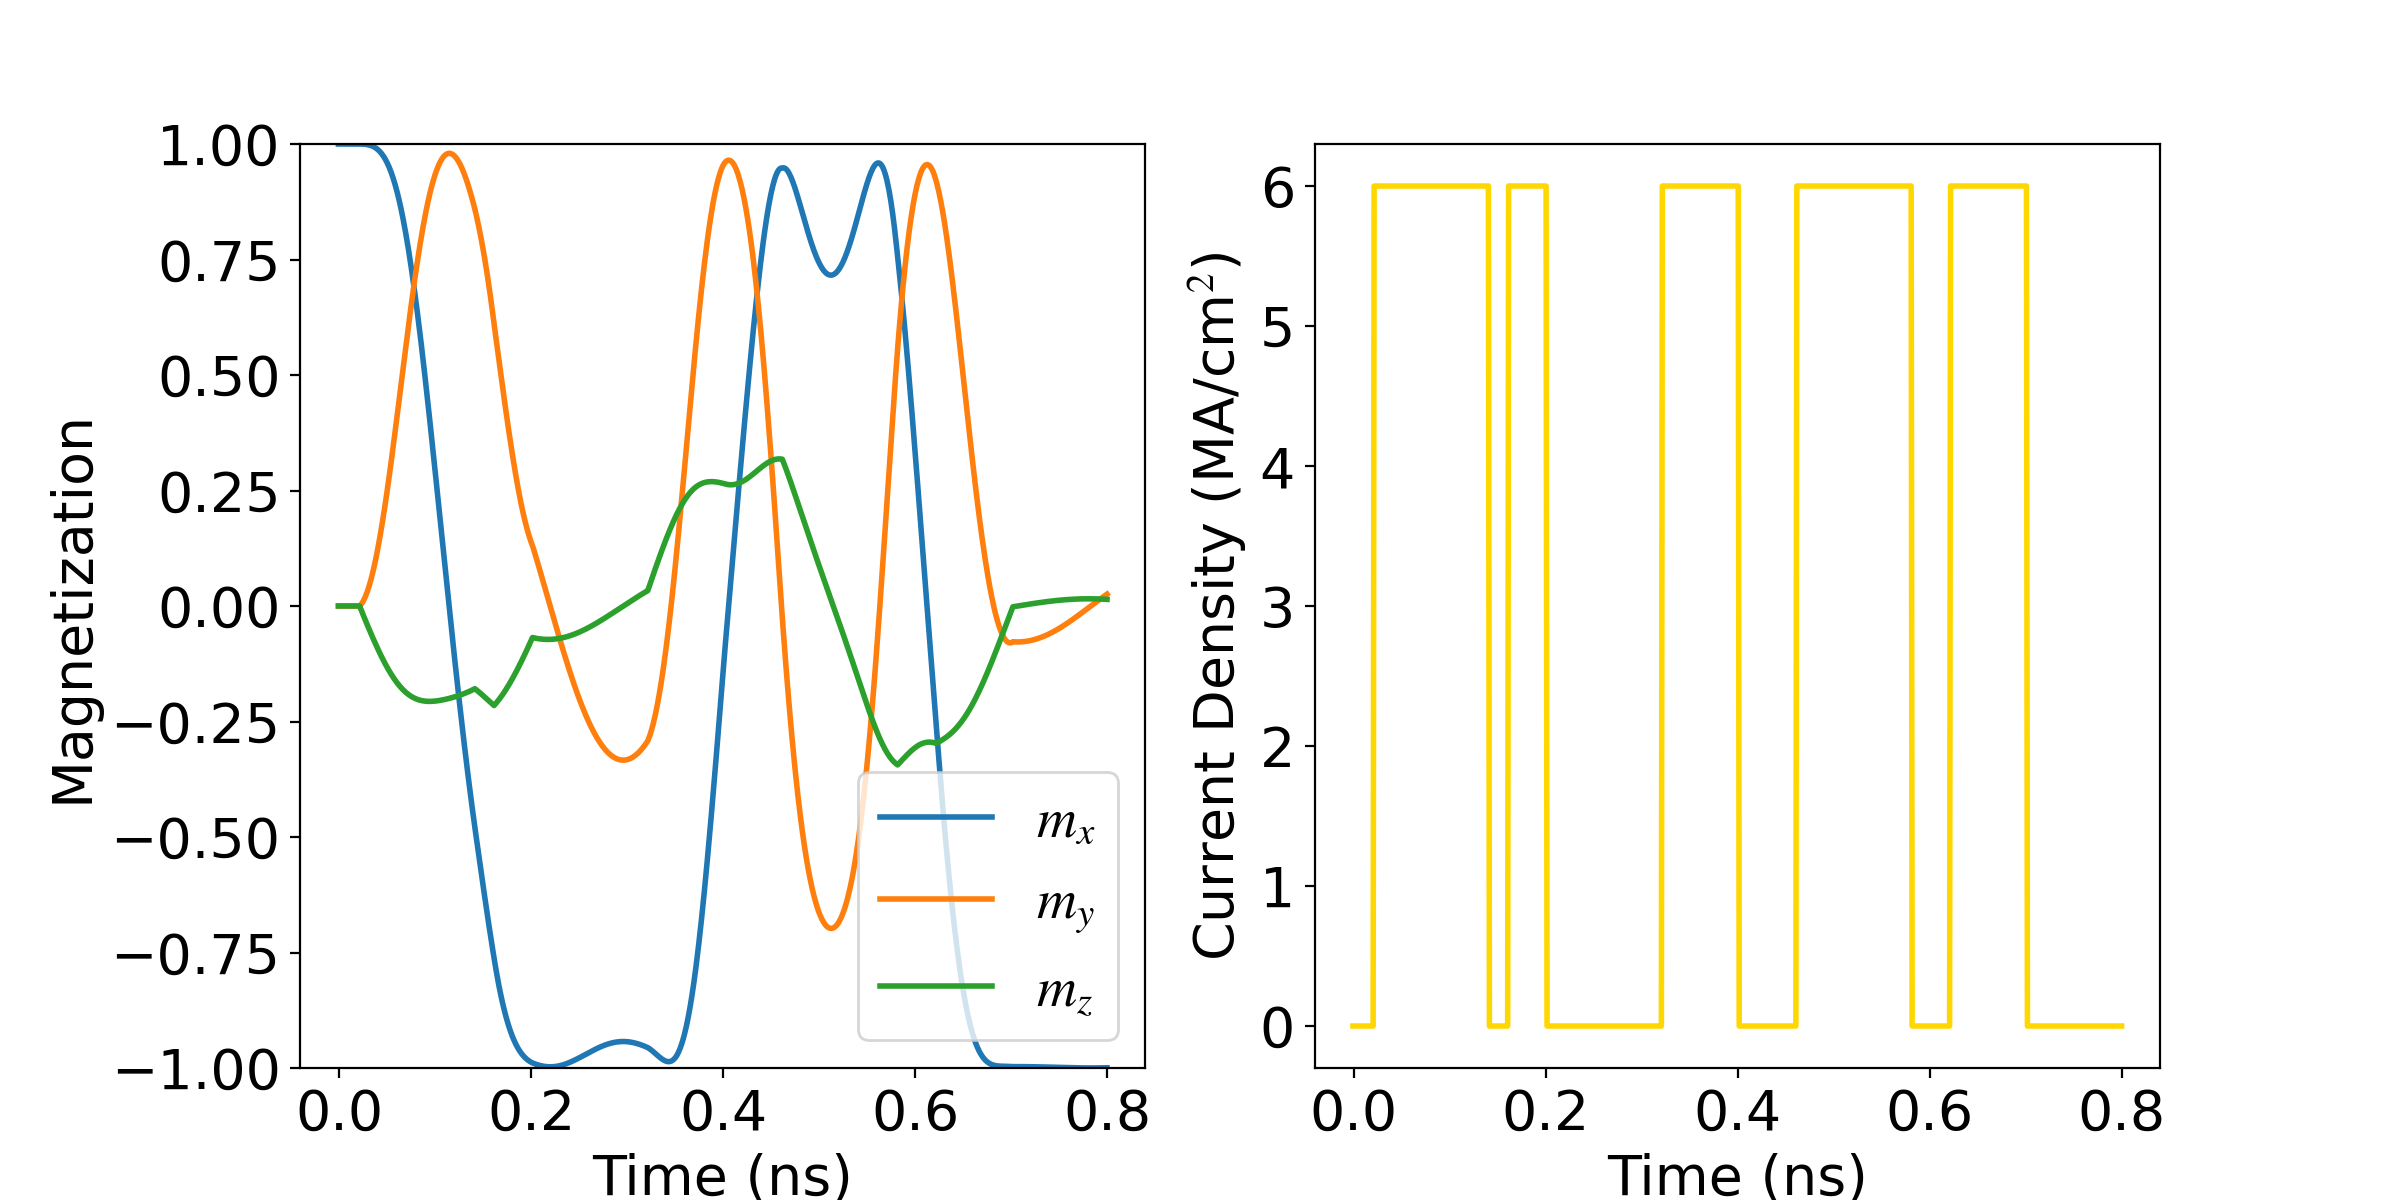 Magnetization
1.00
0.75
0.50
0.25
0.00
−0.25
−0.50
−0.75
−1.00
0.0 0.2 0.4 0.6 0.8
Time (ns)
m_x
m_y
m_z
Current Density (MA/cm²)
6
5
4
3
2
1
0
0.0 0.2 0.4 0.6 0.8
Time (ns)